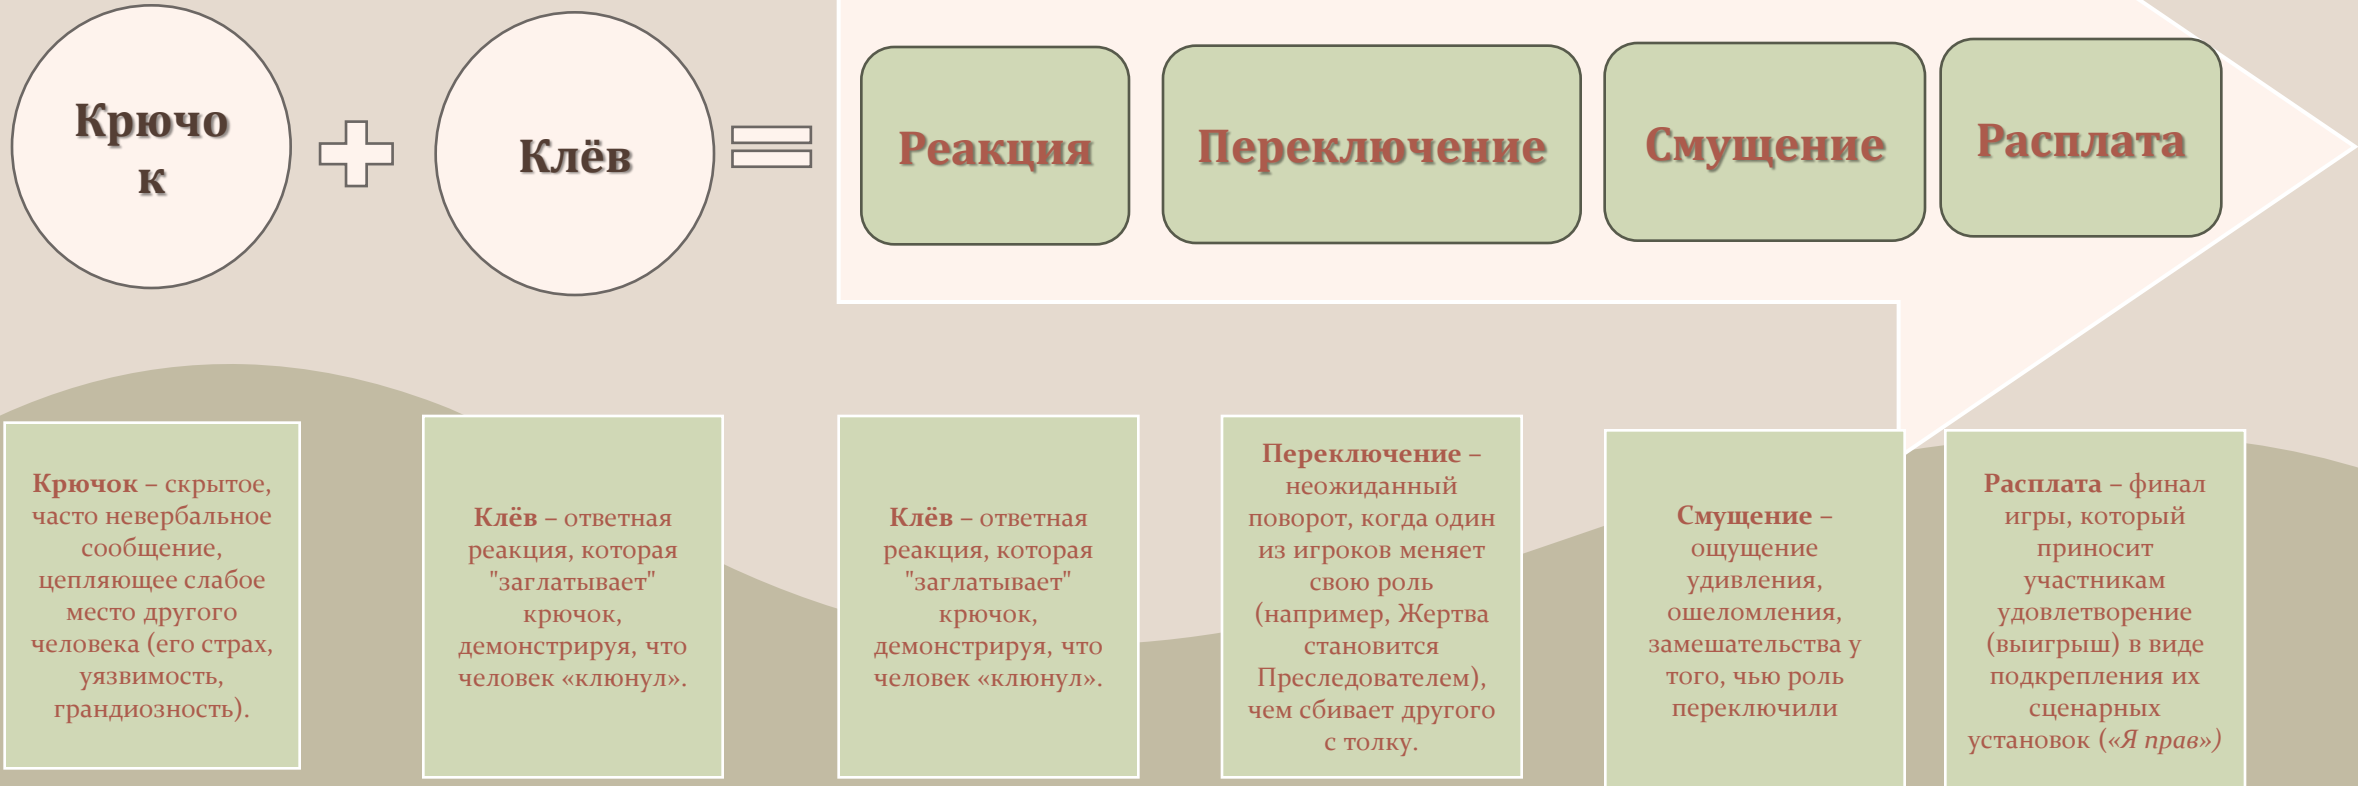 Крючо
к
Клёв
Реакция
Переключение
Смущение
Расплата
Крючок – скрытое,
часто невербальное
сообщение,
цепляющее слабое
место другого
человека (его страх,
уязвимость,
грандиозность).
Клёв – ответная
реакция, которая
"заглатывает"
крючок,
демонстрируя, что
человек «клюнул».
Клёв – ответная
реакция, которая
"заглатывает"
крючок,
демонстрируя, что
человек «клюнул».
Переключение –
неожиданный
поворот, когда один
из игроков меняет
свою роль
(например, Жертва
становится
Преследователем),
чем сбивает другого
с толку.
Смущение –
ощущение
удивления,
ошеломления,
замешательства у
того, чью роль
переключили
Расплата – финал
игры, который
приносит
участникам
удовлетворение
(выигрыш) в виде
подкрепления их
сценарных
установок («Я прав»)